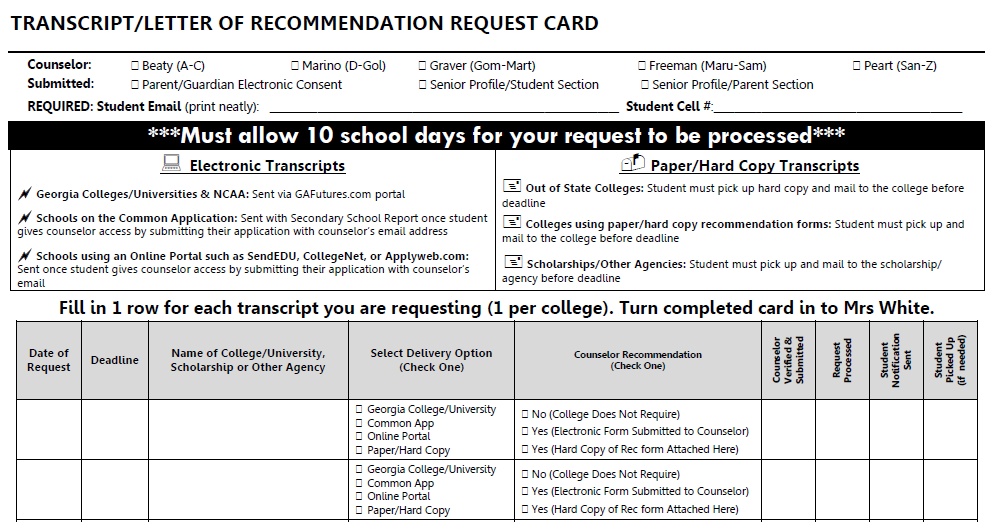 TRANSCRIPT/LETTER OF RECOMMENDATION REQUEST CARD
Counselor: □ Beaty (A-C) □ Marino (D-Gol) □ Graver (Gom-Mart) □ Freeman (Maru-Sam) □ Peart (San-Z)
Submitted: □ Parent/Guardian Electronic Consent □ Senior Profile/Student Section □ Senior Profile/Parent Section
REQUIRED: Student Email (print neatly): ______________ Student Cell #:______________
***Must allow 10 school days for your request to be processed***
Electronic Transcripts
Georgia Colleges/Universities & NCAA: Sent via GAFutures.com portal
Schools on the Common Application: Sent with Secondary School Report once student
gives counselor access by submitting their application with counselor's email address
Schools using an Online Portal such as SendEDU, CollegeNet, or Applyweb.com:
Sent once student gives counselor access by submitting their application with counselor's
email
Paper/Hard Copy Transcripts
Out of State Colleges: Student must pick up hard copy and mail to the college before
deadline
Colleges using paper/hard copy recommendation forms: Student must pick up and
mail to the college before deadline
Scholarships/Other Agencies: Student must pick up and mail to the scholarship/
agency before deadline
Fill in 1 row for each transcript you are requesting (1 per college). Turn completed card in to Mrs White.
Date of
Request
Deadline
Name of College/University,
Scholarship or Other Agency
Select Delivery Option
(Check One)
Counselor Recommendation
(Check One)
Counselor
Verified &
Submitted
Request
Processed
Student
Notification
Sent
Student
Picked Up
(if needed)
□ Georgia College/University
□ Common App
□ Online Portal
□ Paper/Hard Copy
□ No (College Does Not Require)
□ Yes (Electronic Form Submitted to Counselor)
□ Yes (Hard Copy of Rec form Attached Here)
□ Georgia College/University
□ Common App
□ Online Portal
□ Paper/Hard Copy
□ No (College Does Not Require)
□ Yes (Electronic Form Submitted to Counselor)
□ Yes (Hard Copy of Rec form Attached Here)